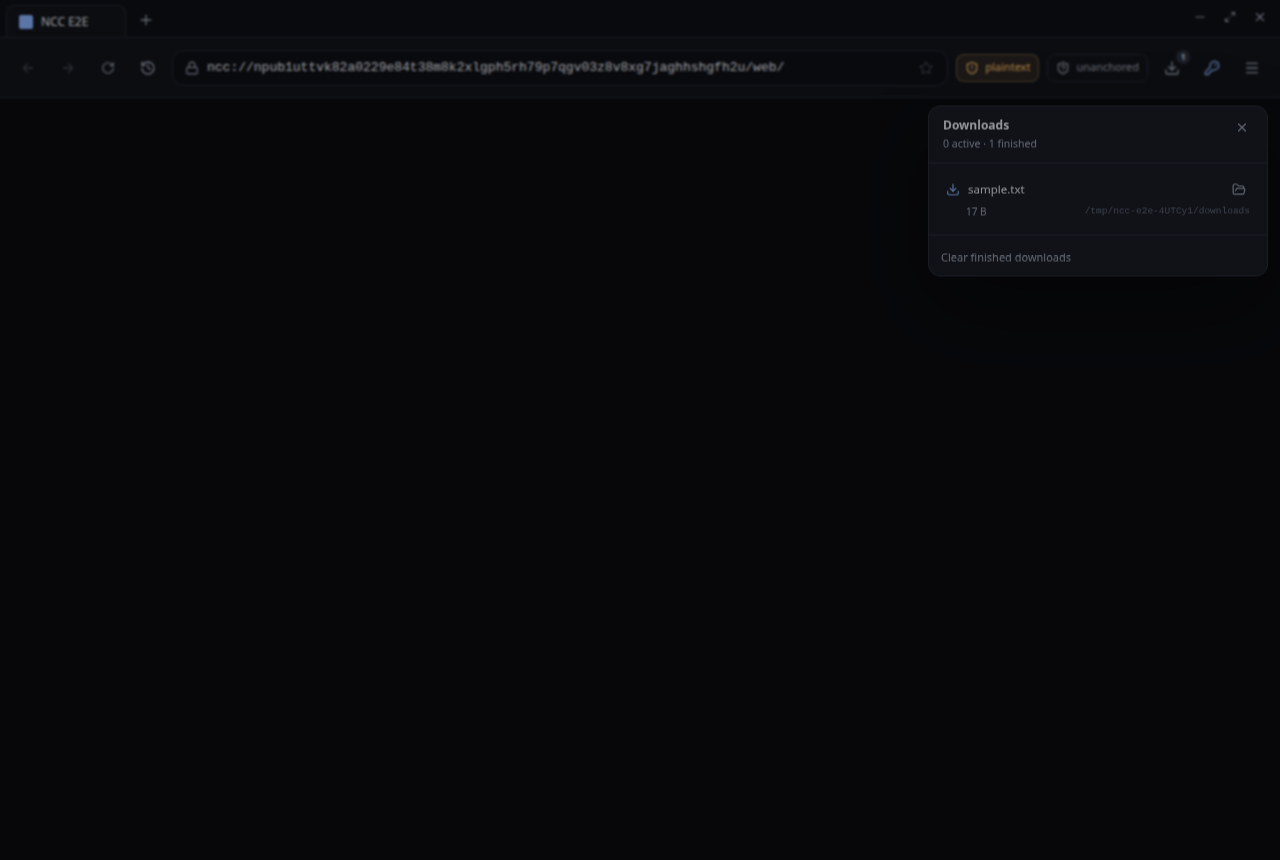 NCC E2E
ncc://npub1uttvk82a0229e84t38m8k2xlgph5rh79p7qgv03z8v8xg7jaghhshgfh2u/web/
plaintext
unanchored
1
Downloads
0 active · 1 finished
sample.txt
17 B
/tmp/ncc-e2e-4UTCy1/downloads
Clear finished downloads